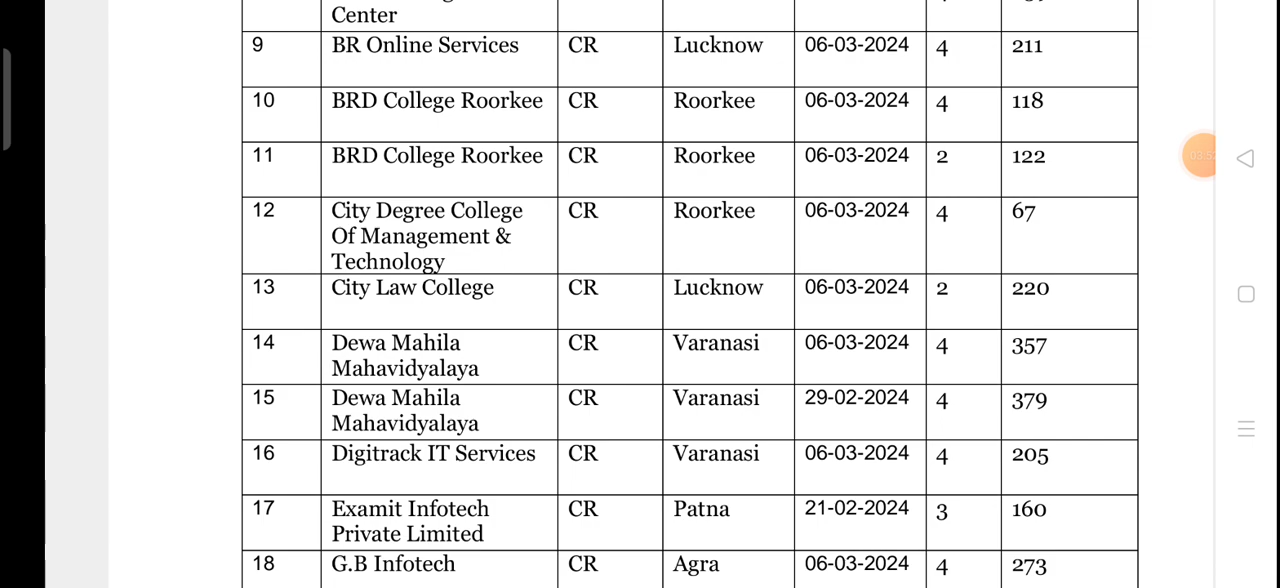 Center
9 BR Online Services CR Lucknow 06-03-2024 4 211
10 BRD College Roorkee CR Roorkee 06-03-2024 4 118
11 BRD College Roorkee CR Roorkee 06-03-2024 2 122
12 City Degree College CR Roorkee 06-03-2024 4 67
Of Management &
Technology
13 City Law College CR Lucknow 06-03-2024 2 220
14 Dewa Mahila CR Varanasi 06-03-2024 4 357
Mahavidyalaya
15 Dewa Mahila CR Varanasi 29-02-2024 4 379
Mahavidyalaya
16 Digitrack IT Services CR Varanasi 06-03-2024 4 205
17 Examit Infotech CR Patna 21-02-2024 3 160
Private Limited
18 G.B Infotech CR Agra 06-03-2024 4 273